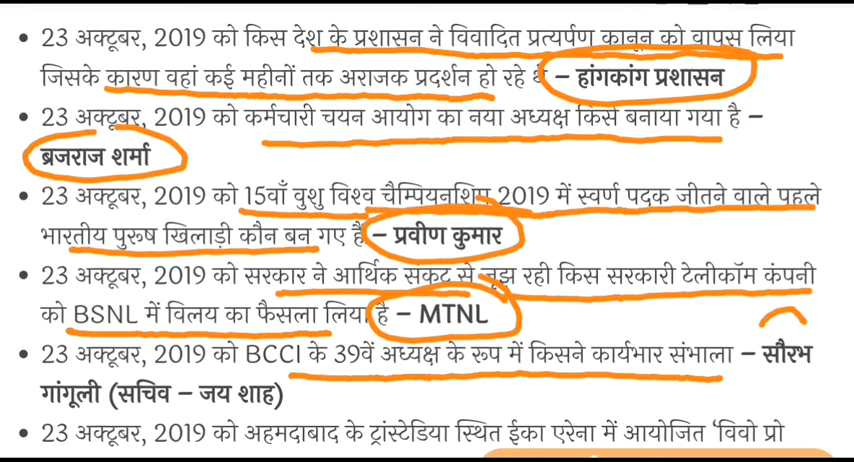 • 23 अक्टूबर, 2019 को किस देश के प्रशासन ने विवादित प्रत्यर्पण कानून को वापस लिया
जिसके कारण वहां कई महीनों तक अराजक प्रदर्शन हो रहे थे – हांगकांग प्रशासन
• 23 अक्टूबर, 2019 को कर्मचारी चयन आयोग का नया अध्यक्ष किसे बनाया गया है –
ब्रजराज शर्मा
• 23 अक्टूबर, 2019 को 15वाँ वुशु विश्व चैम्पियनशिप 2019 में स्वर्ण पदक जीतने वाले पहले
भारतीय पुरूष खिलाड़ी कौन बन गए हैं – प्रवीण कुमार
• 23 अक्टूबर, 2019 को सरकार ने आर्थिक संकट से जूझ रही किस सरकारी टेलीकॉम कंपनी
को BSNL में विलय का फैसला लिया है – MTNL
• 23 अक्टूबर, 2019 को BCCI के 39वें अध्यक्ष के रूप में किसने कार्यभार संभाला – सौरभ
गांगूली (सचिव – जय शाह)
• 23 अक्टूबर, 2019 को अहमदाबाद के ट्रांस्टेडिया स्थित ईका एरेना में आयोजित ‘विवो प्रो